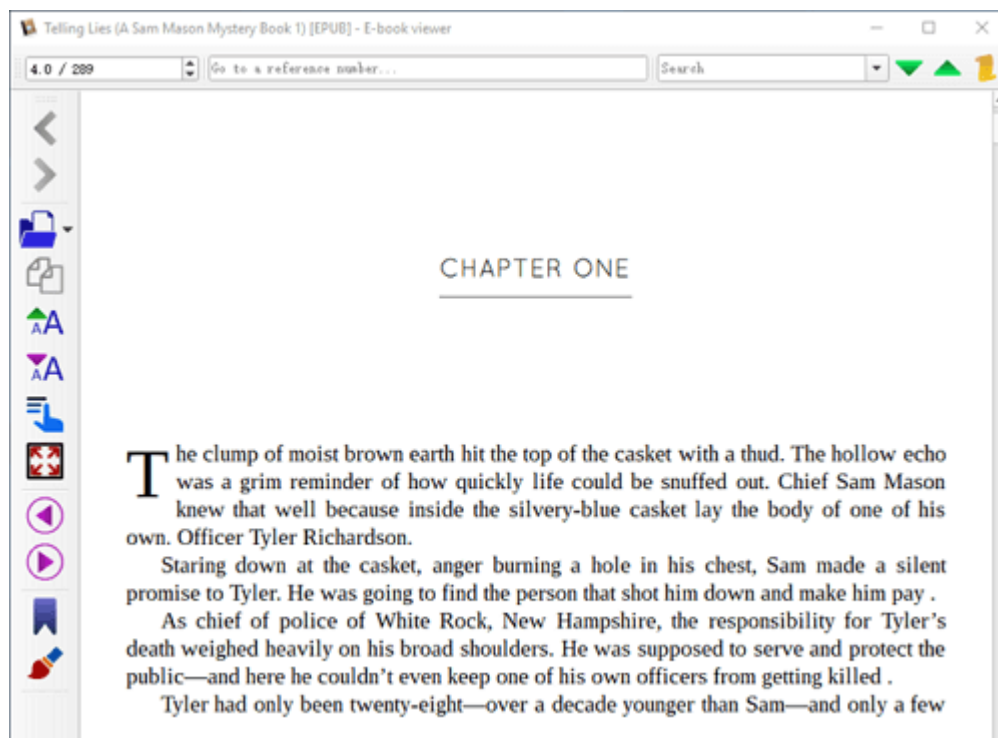 Telling Lies (A Sam Mason Mystery Book 1) [EPUB] - E-book viewer
4.0 / 289
Go to a reference number...
Search
CHAPTER ONE
The clump of moist brown earth hit the top of the casket with a thud. The hollow echo
was a grim reminder of how quickly life could be snuffed out. Chief Sam Mason
knew that well because inside the silvery-blue casket lay the body of one of his
own. Officer Tyler Richardson.
Staring down at the casket, anger burning a hole in his chest, Sam made a silent
promise to Tyler. He was going to find the person that shot him down and make him pay .
As chief of police of White Rock, New Hampshire, the responsibility for Tyler’s
death weighed heavily on his broad shoulders. He was supposed to serve and protect the
public—and here he couldn’t even keep one of his own officers from getting killed .
Tyler had only been twenty-eight—over a decade younger than Sam—and only a few